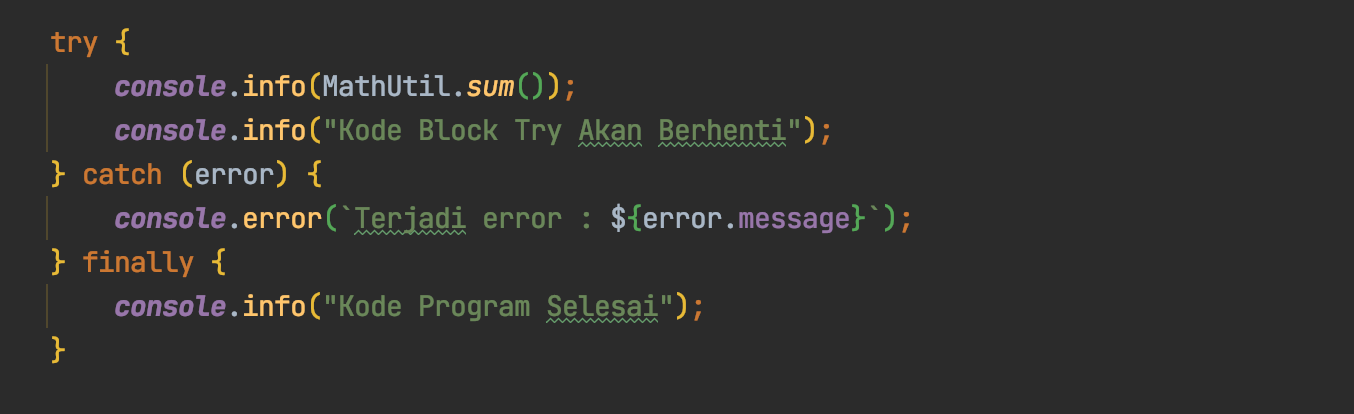 try {
    console.info(MathUtil.sum());
    console.info("Kode Block Try Akan Berhenti");
} catch (error) {
    console.error(`Terjadi error : ${error.message}`);
} finally {
    console.info("Kode Program Selesai");
}